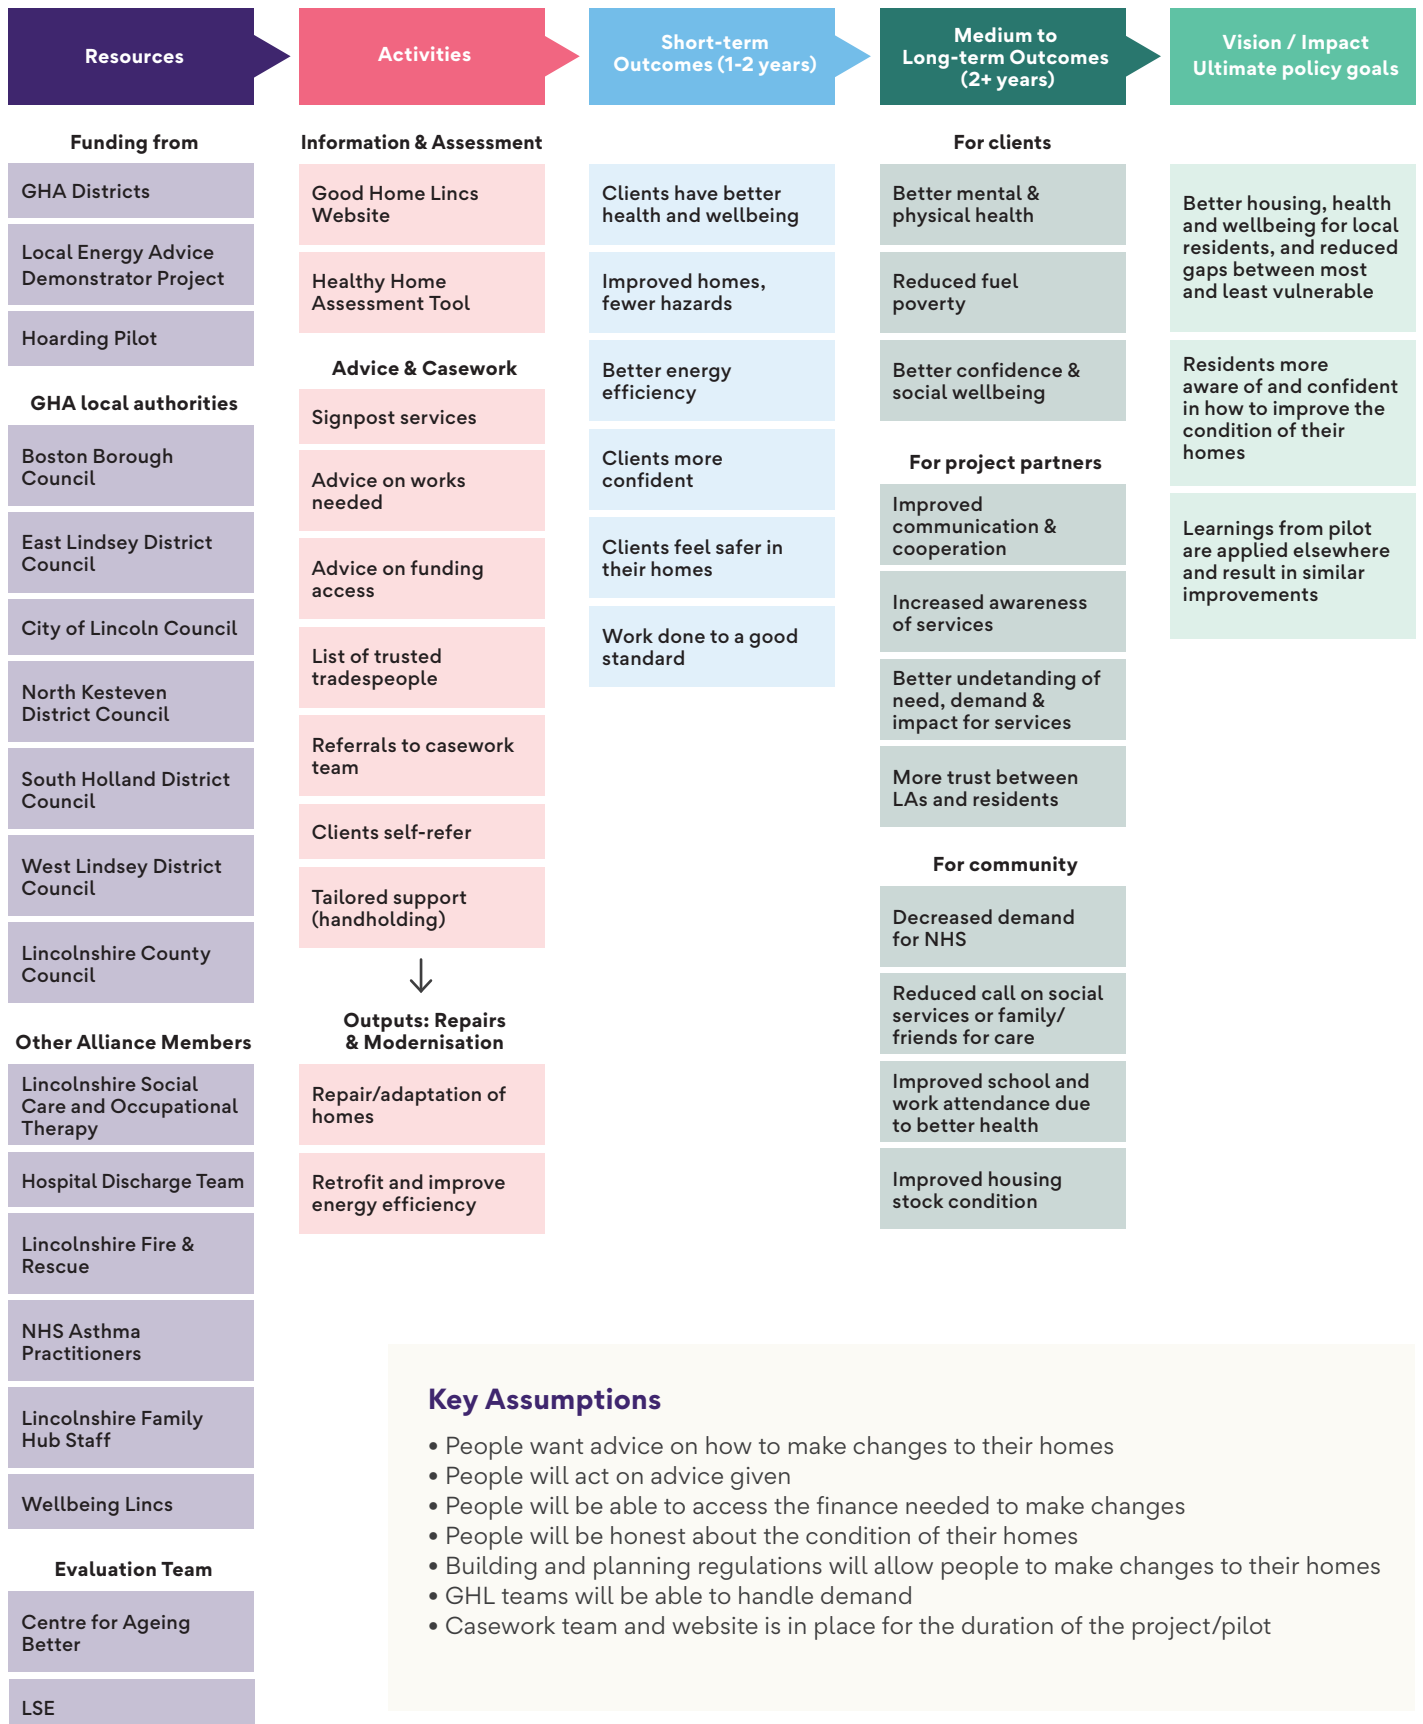 Resources
Funding from
GHA Districts
Local Energy Advice
Demonstrator Project
Hoarding Pilot
GHA local authorities
Boston Borough
Council
East Lindsey District
Council
City of Lincoln Council
North Kesteven
District Council
South Holland District
Council
West Lindsey District
Council
Lincolnshire County
Council
Other Alliance Members
Lincolnshire Social
Care and Occupational
Therapy
Hospital Discharge Team
Lincolnshire Fire &
Rescue
NHS Asthma
Practitioners
Lincolnshire Family
Hub Staff
Wellbeing Lincs
Evaluation Team
Centre for Ageing
Better
LSE
Activities
Information & Assessment
Good Home Lincs
Website
Healthy Home
Assessment Tool
Advice & Casework
Signpost services
Advice on works
needed
Advice on funding
access
List of trusted
tradespeople
Referrals to casework
team
Clients self-refer
Tailored support
(handholding)
Outputs: Repairs
& Modernisation
Repair/adaptation of
homes
Retrofit and improve
energy efficiency
Short-term
Outcomes (1-2 years)
Clients have better
health and wellbeing
Improved homes,
fewer hazards
Better energy
efficiency
Clients more
confident
Clients feel safer in
their homes
Work done to a good
standard
Medium to
Long-term Outcomes
(2+ years)
For clients
Better mental &
physical health
Reduced fuel
poverty
Better confidence &
social wellbeing
For project partners
Improved
communication &
cooperation
Increased awareness
of services
Better undetanding of
need, demand &
impact for services
More trust between
LAs and residents
For community
Decreased demand
for NHS
Reduced call on social
services or family/
friends for care
Improved school and
work attendance due
to better health
Improved housing
stock condition
Vision / Impact
Ultimate policy goals
Better housing, health
and wellbeing for local
residents, and reduced
gaps between most
and least vulnerable
Residents more
aware of and confident
in how to improve the
condition of their
homes
Learnings from pilot
are applied elsewhere
and result in similar
improvements
Key Assumptions
• People want advice on how to make changes to their homes
• People will act on advice given
• People will be able to access the finance needed to make changes
• People will be honest about the condition of their homes
• Building and planning regulations will allow people to make changes to their homes
• GHL teams will be able to handle demand
• Casework team and website is in place for the duration of the project/pilot